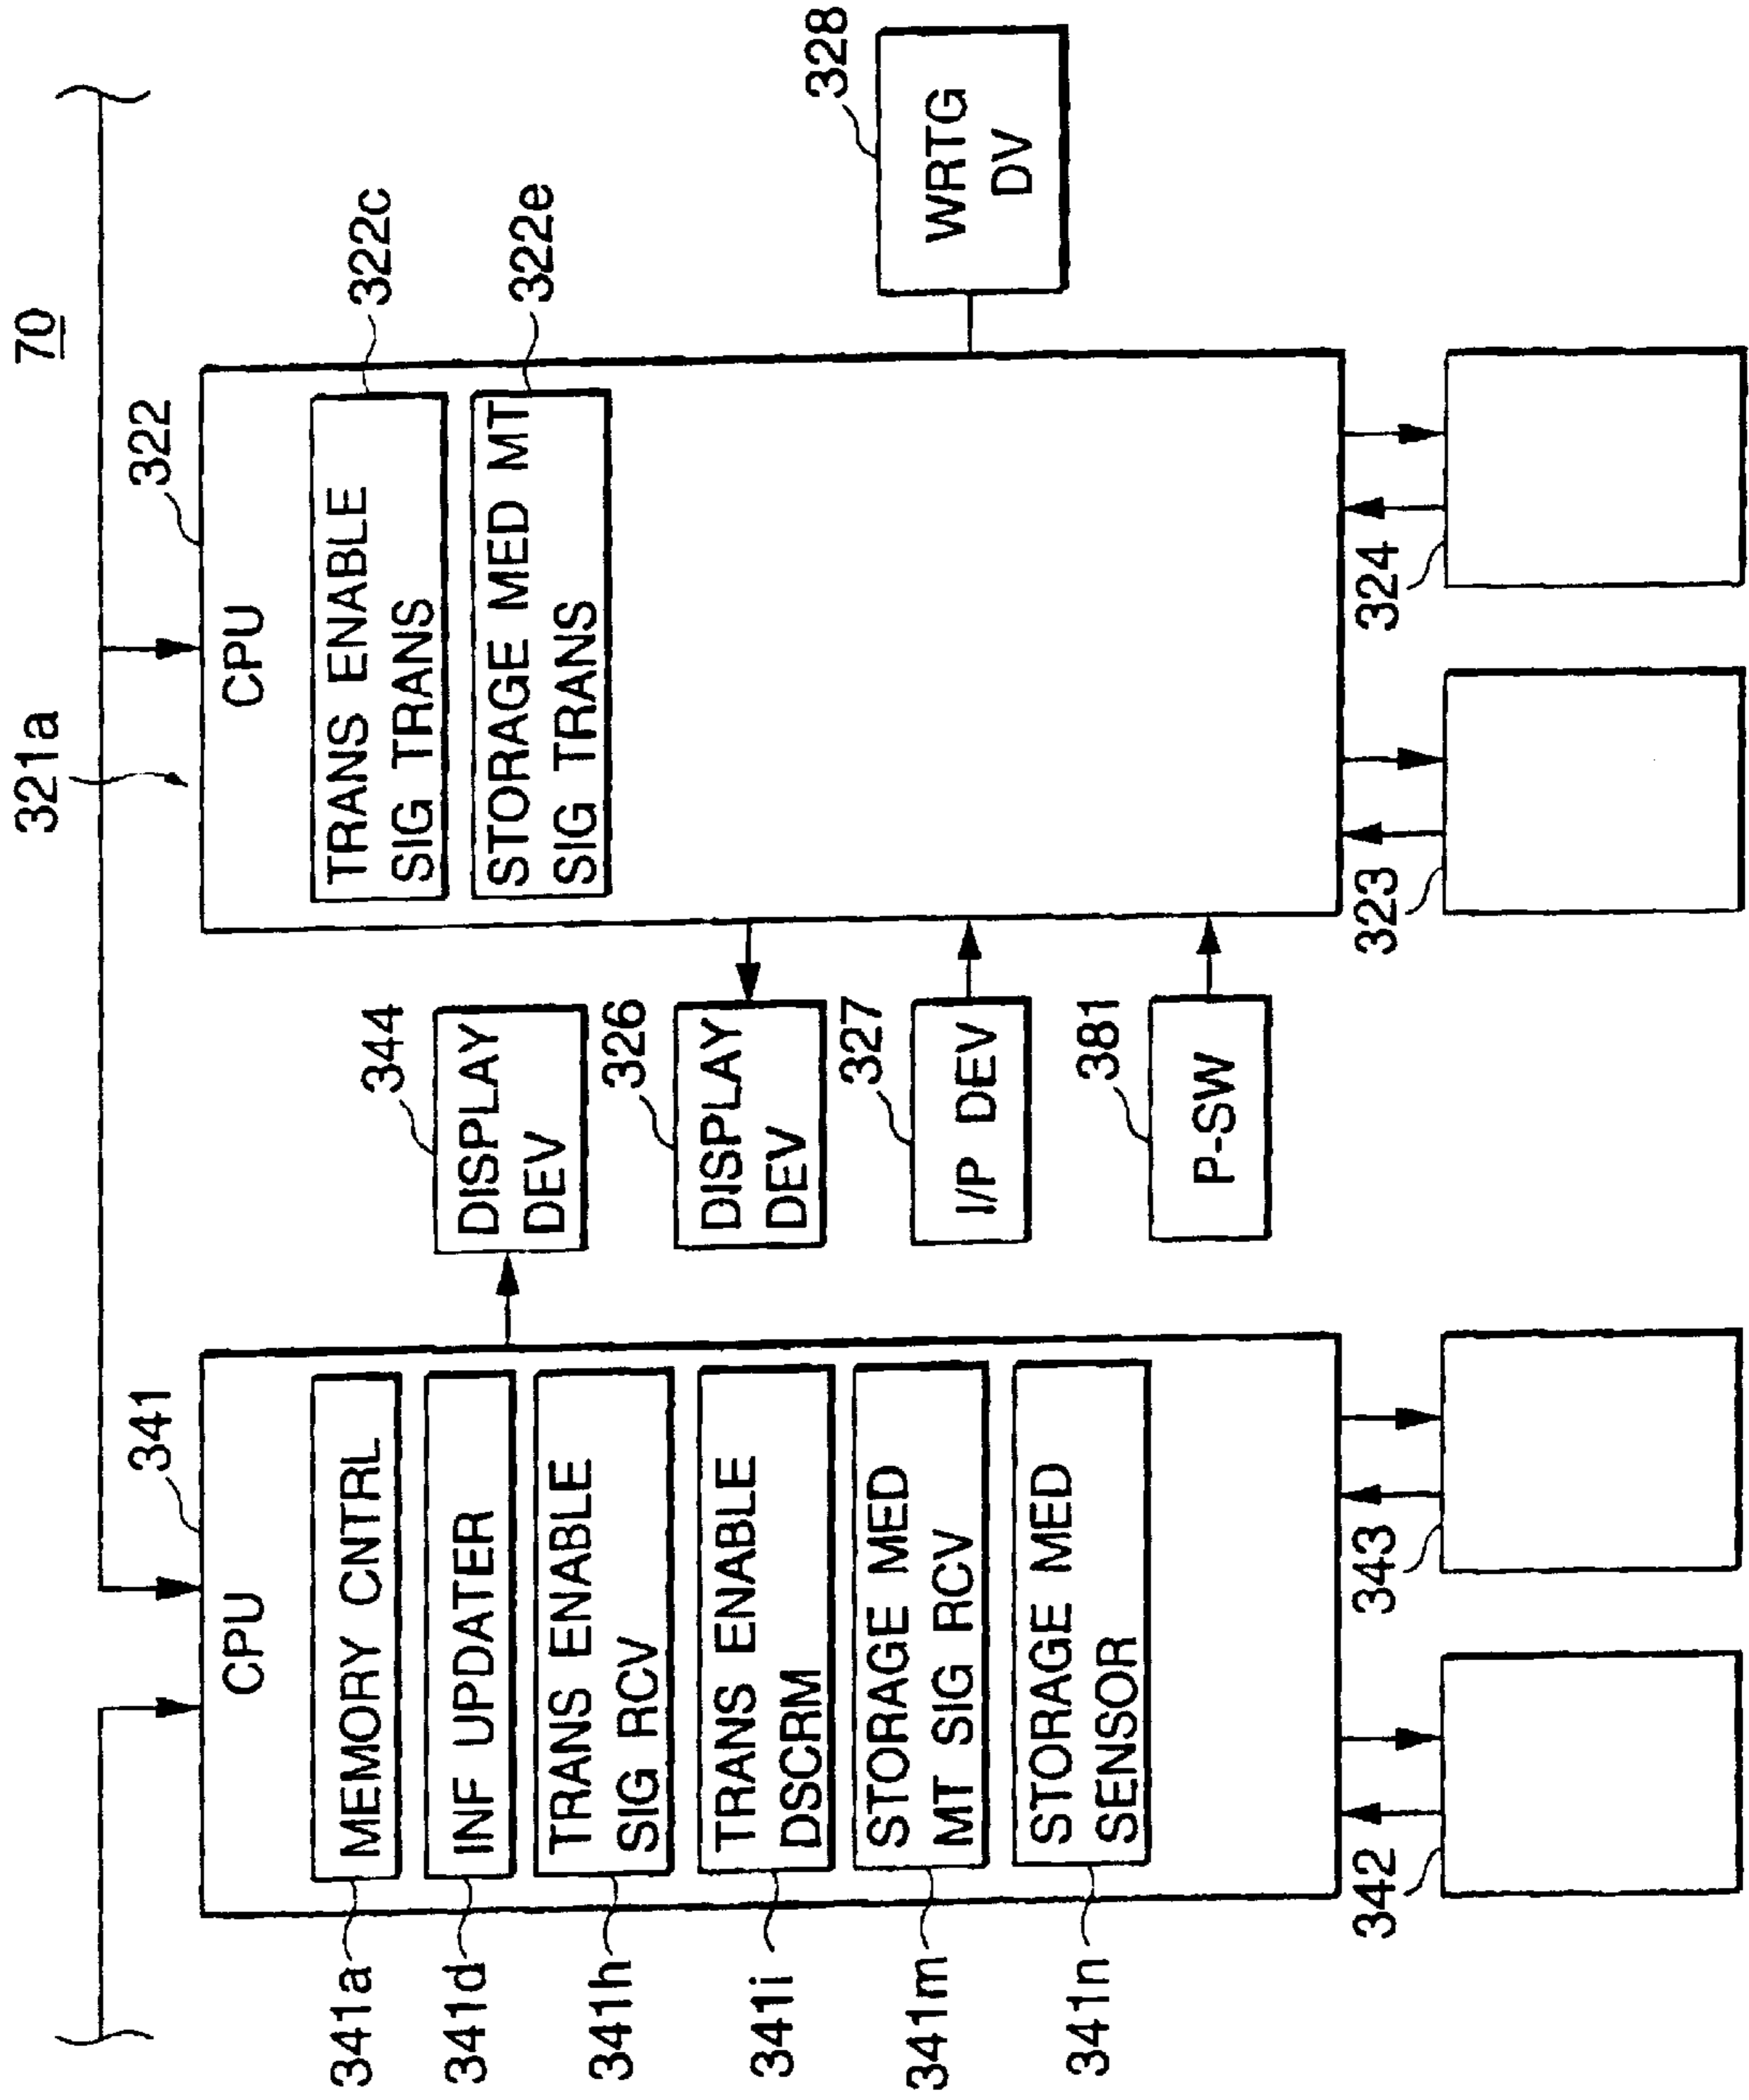 70
321a
341
CPU
341a
MEMORY CNTRL
341d
INF UPDATER
341h
TRANS ENABLE
SIG RCV
341i
TRANS ENABLE
DSCRM
341m
STORAGE MED
MT SIG RCV
341n
STORAGE MED
SENSOR
342
343
344
DISPLAY
DEV
326
DISPLAY
DEV
327
I/P DEV
381
P-SW
322
CPU
322c
TRANS ENABLE
SIG TRANS
322e
STORAGE MED MT
SIG TRANS
323
324
328
WRTG
DV